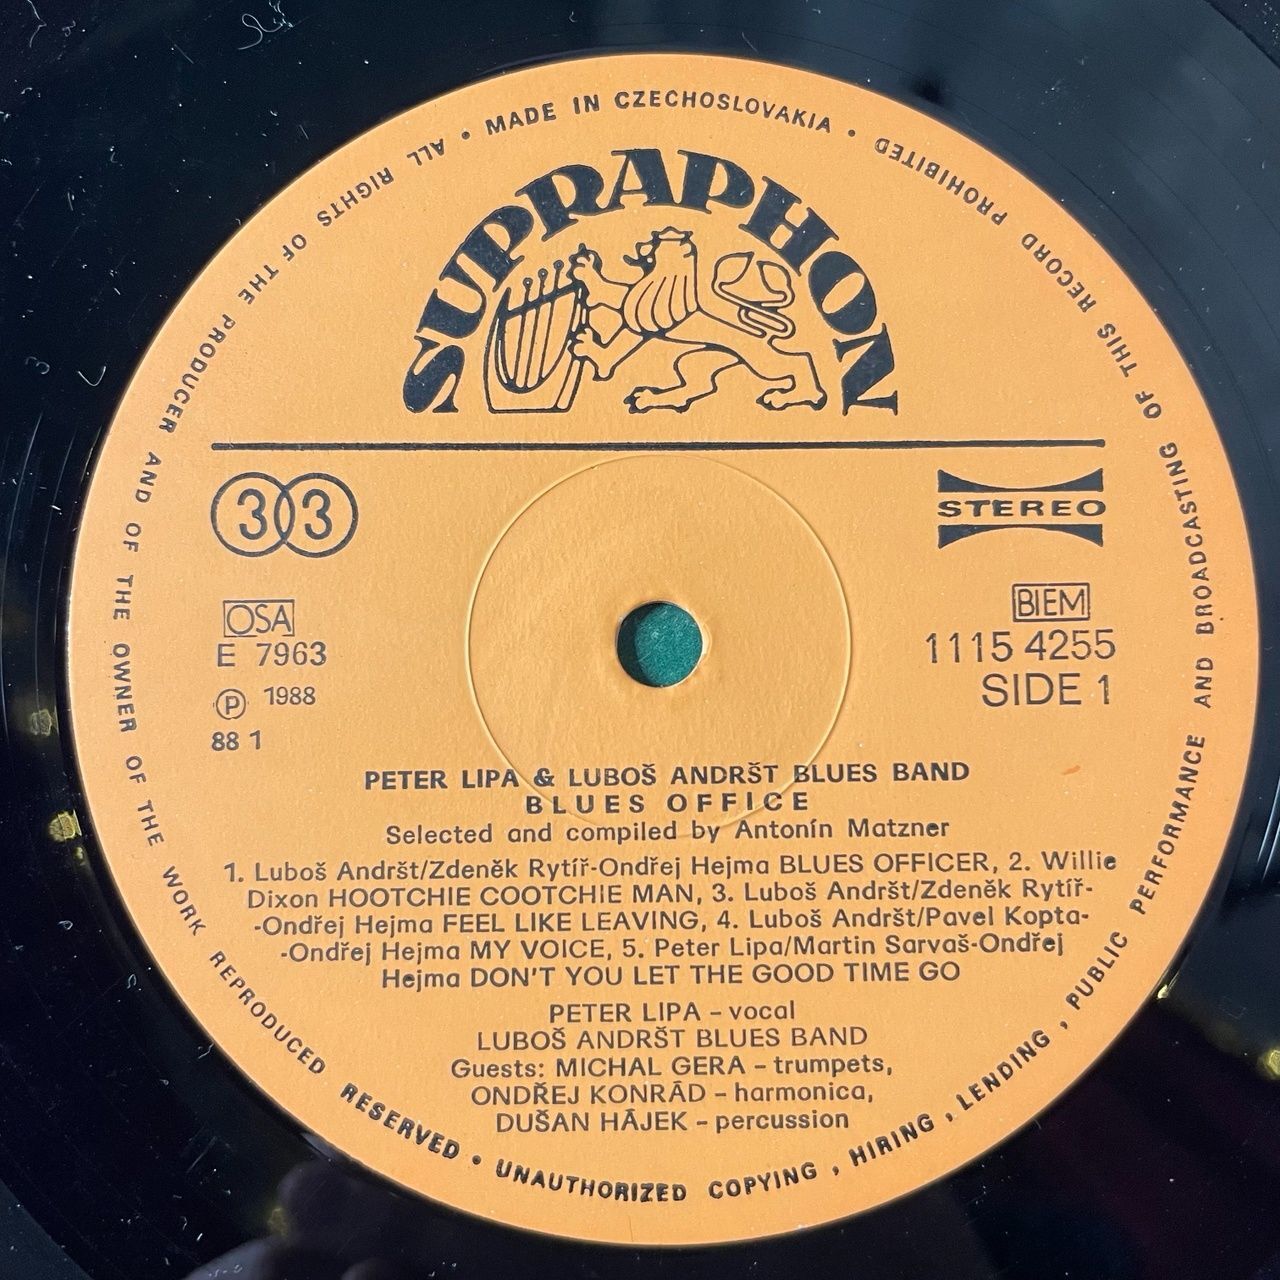 • MADE IN CZECHOSLOVAKIA •
ALL RIGHTS OF THE PRODUCER AND OF THE OWNER OF THE WORK REPRODUCED RESERVED • UNAUTHORIZED COPYING, HIRING, LENDING, PUBLIC PERFORMANCE AND BROADCASTING OF THIS RECORD PROHIBITED
SUPRAPHON
33
STEREO
OSA
E 7963
Ⓟ 1988
88 1
BIEM
1115 4255
SIDE 1
PETER LIPA & LUBOŠ ANDRŠT BLUES BAND
BLUES OFFICE
Selected and compiled by Antonín Matzner
1. Luboš Andršt/Zdeněk Rytíř-Ondřej Hejma BLUES OFFICER, 2. Willie
Dixon HOOTCHIE COOTCHIE MAN, 3. Luboš Andršt/Zdeněk Rytíř-
-Ondřej Hejma FEEL LIKE LEAVING, 4. Luboš Andršt/Pavel Kopta-
-Ondřej Hejma MY VOICE, 5. Peter Lipa/Martin Sarvaš-Ondřej
Hejma DON'T YOU LET THE GOOD TIME GO
PETER LIPA – vocal
LUBOŠ ANDRŠT BLUES BAND
Guests: MICHAL GERA – trumpets,
ONDŘEJ KONRÁD – harmonica,
DUŠAN HÁJEK – percussion